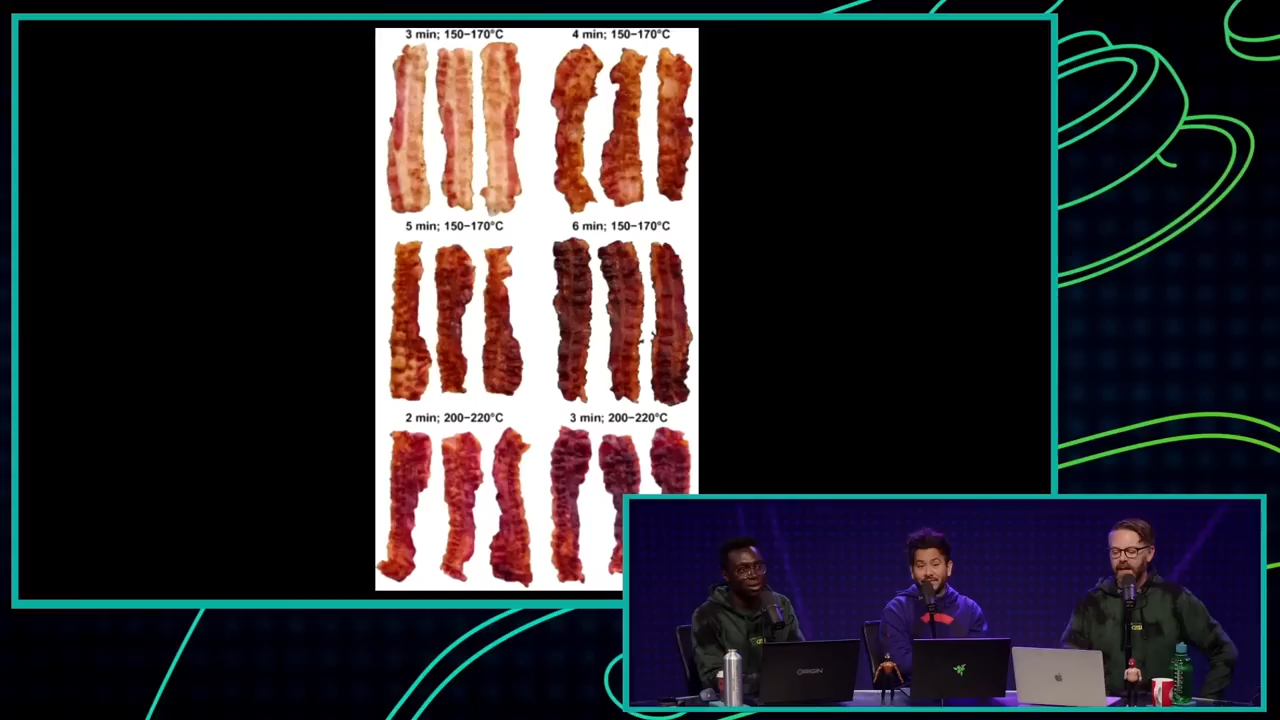 3 min; 150–170°C
4 min; 150–170°C
5 min; 150–170°C
6 min; 150–170°C
2 min; 200–220°C
3 min; 200–220°C
ORIGIN